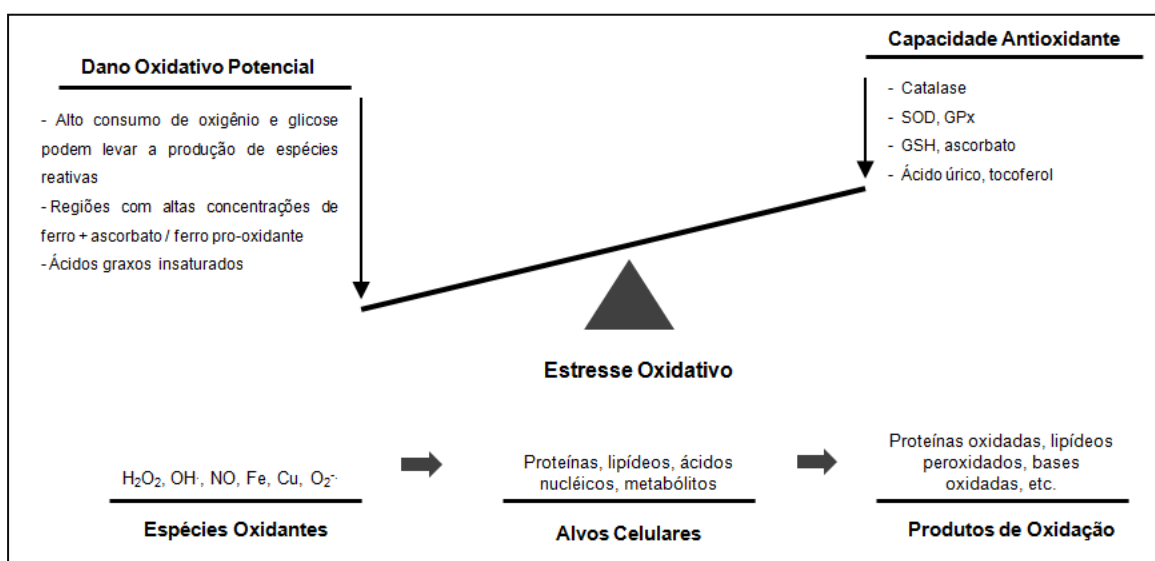 Dano Oxidativo Potencial
- Alto consumo de oxigênio e glicose
podem levar a produção de espécies
reativas
- Regiões com altas concentrações de
ferro + ascorbato / ferro pro-oxidante
- Ácidos graxos insaturados
Capacidade Antioxidante
- Catalase
- SOD, GPx
- GSH, ascorbato
- Ácido úrico, tocoferol
Estresse Oxidativo
H₂O₂, OH·, NO, Fe, Cu, O₂⁻·
Espécies Oxidantes
Proteínas, lipídeos, ácidos
nucléicos, metabólitos
Alvos Celulares
Proteínas oxidadas, lipídeos
peroxidados, bases
oxidadas, etc.
Produtos de Oxidação